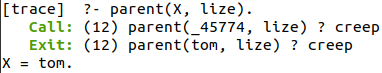 [trace]  ?- parent(X, lize).
   Call: (12) parent(_45774, lize) ? creep
   Exit: (12) parent(tom, lize) ? creep
X = tom.